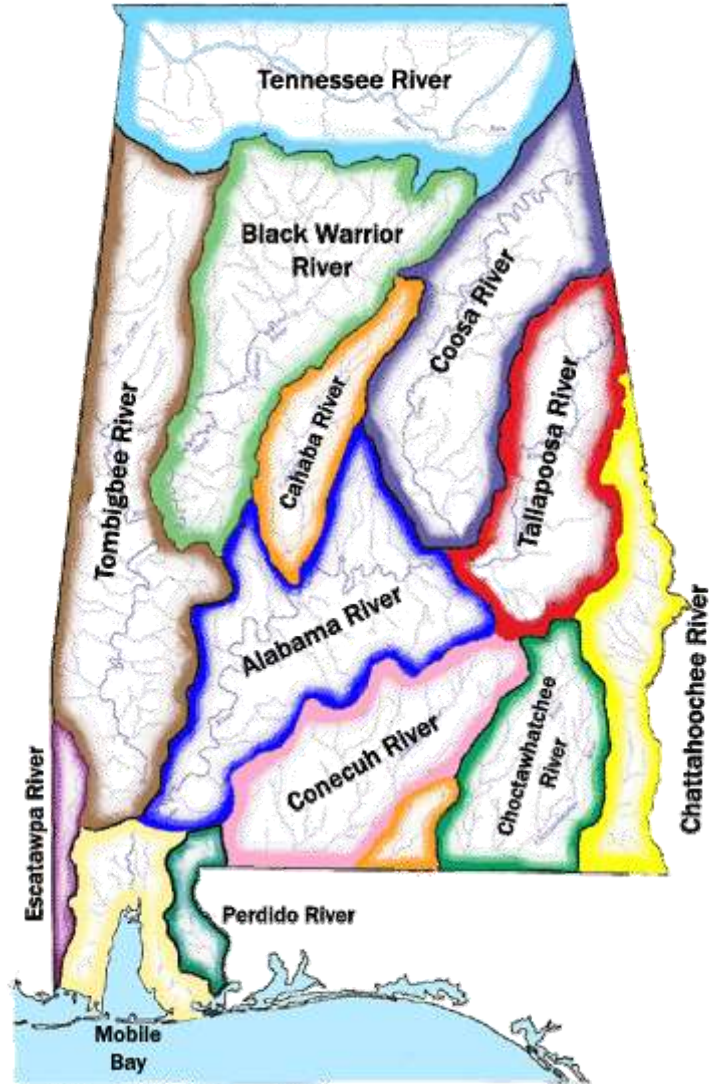 Tennessee River
Black Warrior
River
Coosa River
Cahaba River
Tallapoosa River
Tombigbee River
Alabama River
Chattahoochee River
Conecuh River
Choctawhatchee
River
Escatawpa River
Perdido River
Mobile
Bay